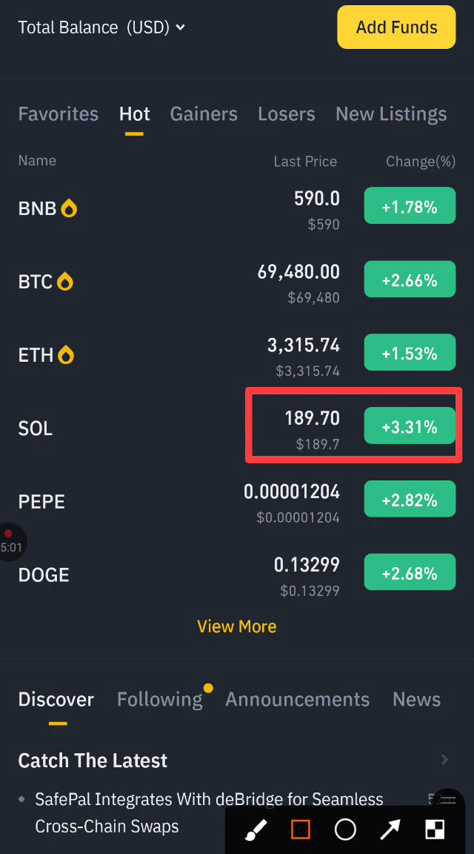 Total Balance (USD)
Add Funds
Favorites Hot Gainers Losers New Listings
Name Last Price Change(%)
BNB 590.0 +1.78%
$590
BTC 69,480.00 +2.66%
$69,480
ETH 3,315.74 +1.53%
$3,315.74
SOL 189.70 +3.31%
$189.7
PEPE 0.00001204 +2.82%
$0.00001204
5:01
DOGE 0.13299 +2.68%
$0.13299
View More
Discover Following Announcements News
Catch The Latest
SafePal Integrates With deBridge for Seamless
Cross-Chain Swaps